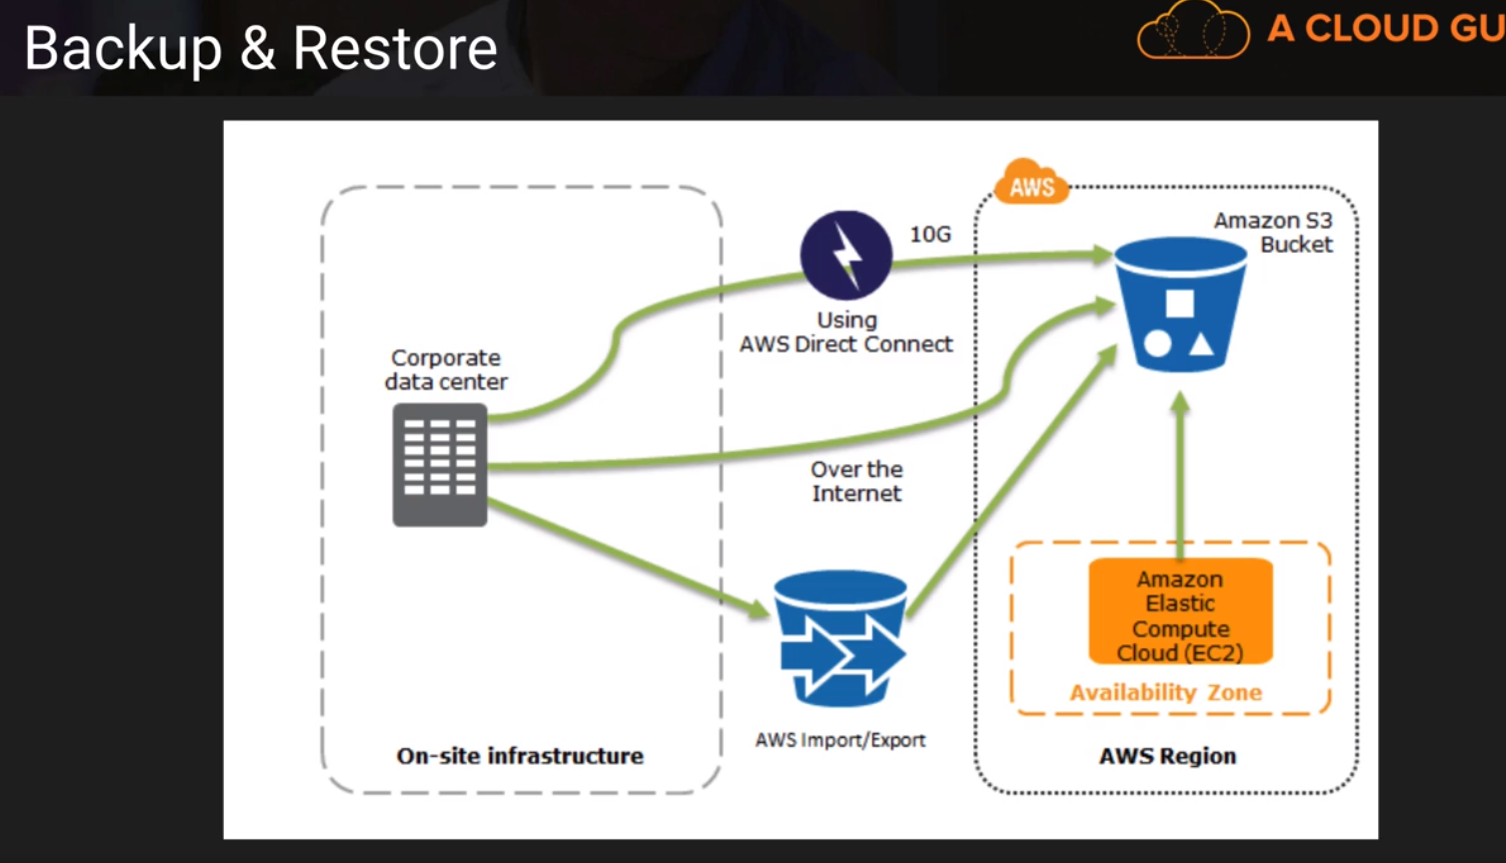 Backup & Restore
A CLOUD GU
AWS
Amazon S3
Bucket
10G
Using
AWS Direct Connect
Corporate
data center
Over the
Internet
Amazon
Elastic
Compute
Cloud (EC2)
Availability Zone
AWS Import/Export
On-site infrastructure
AWS Region